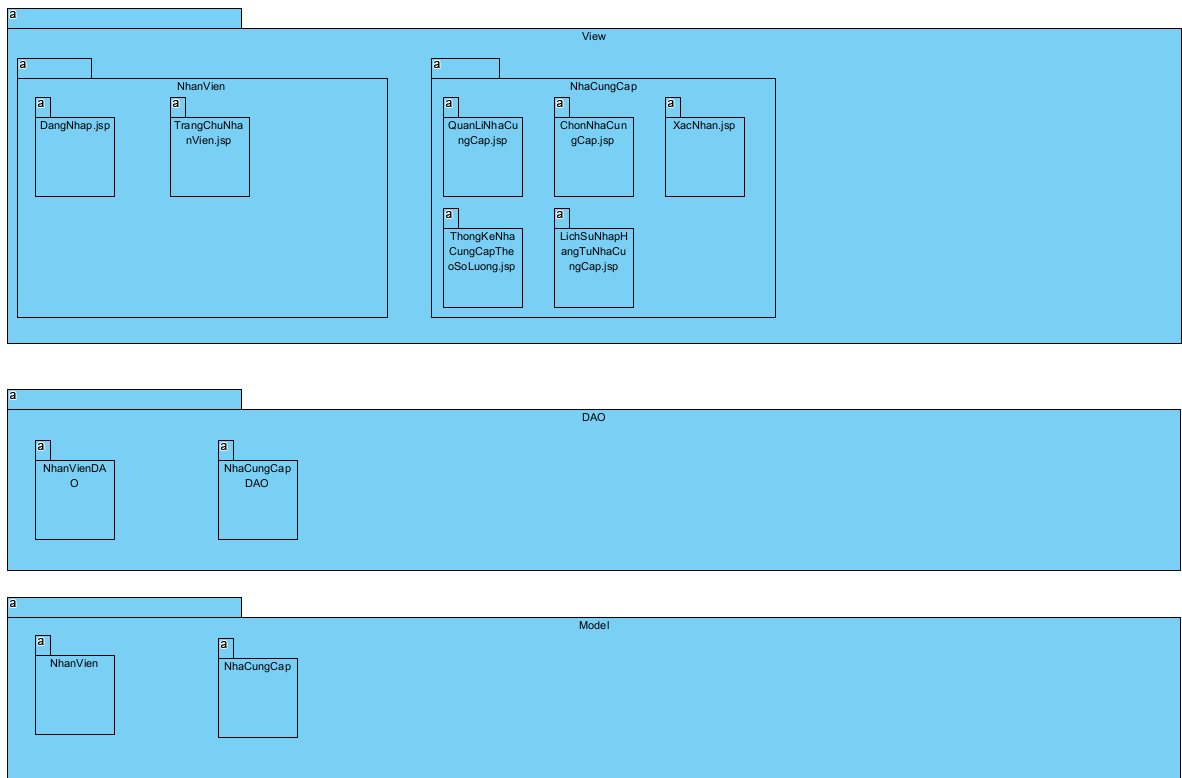 a
View
a
NhanVien
a
DangNhap.jsp
a
TrangChuNha
nVien.jsp
a
NhaCungCap
a
QuanLiNhaCu
ngCap.jsp
a
ChonNhaCun
gCap.jsp
a
XacNhan.jsp
a
ThongKeNha
CungCapThe
oSoLuong.jsp
a
LichSuNhapH
angTuNhaCu
ngCap.jsp
a
DAO
a
NhanVienDA
O
a
NhaCungCap
DAO
a
Model
a
NhanVien
a
NhaCungCap